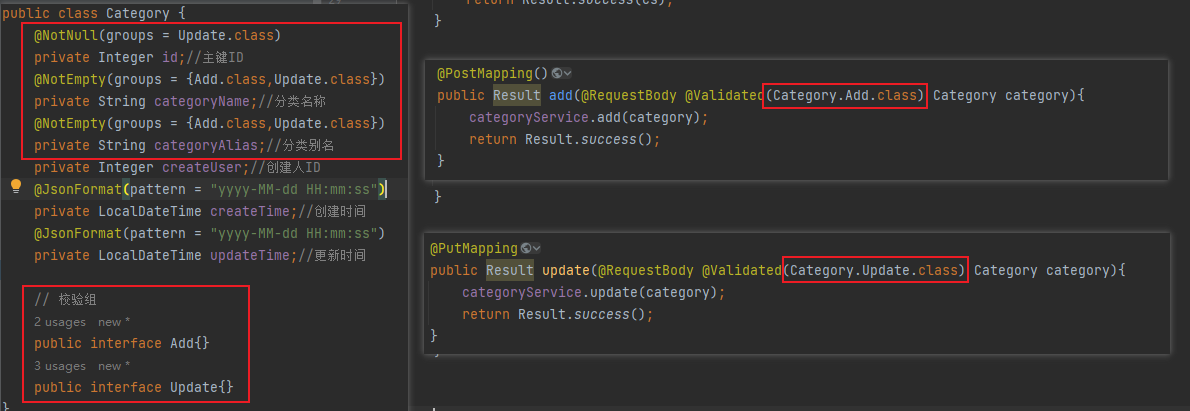 public class Category {
@NotNull(groups = Update.class)
private Integer id;//主键ID
@NotEmpty(groups = {Add.class,Update.class})
private String categoryName;//分类名称
@NotEmpty(groups = {Add.class,Update.class})
private String categoryAlias;//分类别名
private Integer createUser;//创建人ID
@JsonFormat(pattern = "yyyy-MM-dd HH:mm:ss")
private LocalDateTime createTime;//创建时间
@JsonFormat(pattern = "yyyy-MM-dd HH:mm:ss")
private LocalDateTime updateTime;//更新时间
// 校验组
2 usages new *
public interface Add{}
3 usages new *
public interface Update{}
}
}
@PostMapping()
public Result add(@RequestBody @Validated(Category.Add.class) Category category){
categoryService.add(category);
return Result.success();
}
}
@PutMapping
public Result update(@RequestBody @Validated(Category.Update.class) Category category){
categoryService.update(category);
return Result.success();
}